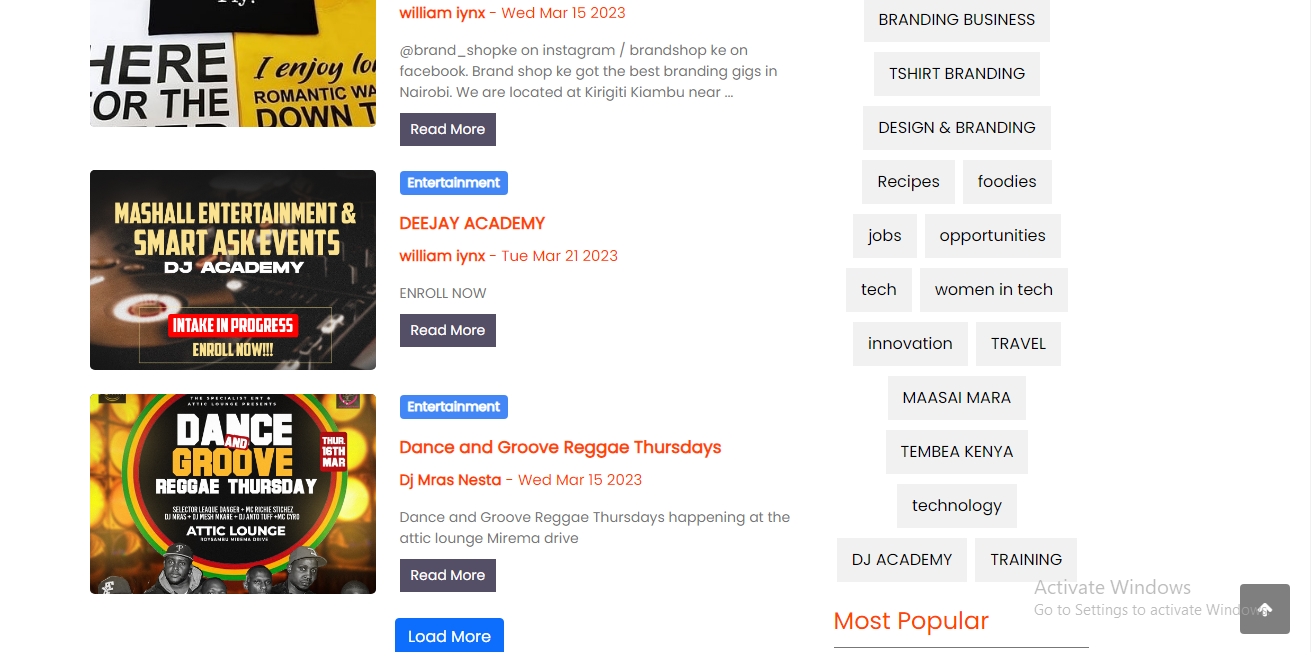 HERE
FOR THE
I enjoy
ROMANTIC
DOWN
william iynx - Wed Mar 15 2023
@brand_shopke on instagram / brandshop ke on
facebook. Brand shop ke got the best branding gigs in
Nairobi. We are located at Kirigiti Kiambu near ...
Read More
MASHALL ENTERTAINMENT &
SMART ASK EVENTS
DJ ACADEMY
INTAKE IN PROGRESS
ENROLL NOW!!!
Entertainment
DEEJAY ACADEMY
william iynx - Tue Mar 21 2023
ENROLL NOW
Read More
THE SPECIALIST ENT &
ATTIC LOUNGE PRESENTS
DANCE
AND
GROOVE
REGGAE THURSDAY
THUR.
16TH
MAR
SELECTOR LEAQUE DANGER + MC RICHIE STICHEZ
DJ MRAS + DJ MESH MKARE + DJ ANTO TUFF +MC CYRO
ATTIC LOUNGE
ROYSAMBU MIREMA DRIVE
Entertainment
Dance and Groove Reggae Thursdays
Dj Mras Nesta - Wed Mar 15 2023
Dance and Groove Reggae Thursdays happening at the
attic lounge Mirema drive
Read More
Load More
BRANDING BUSINESS
TSHIRT BRANDING
DESIGN & BRANDING
Recipes foodies
jobs opportunities
tech women in tech
innovation TRAVEL
MAASAI MARA
TEMBEA KENYA
technology
DJ ACADEMY TRAINING
Most Popular
Activate Windows
Go to Settings to activate Windows.